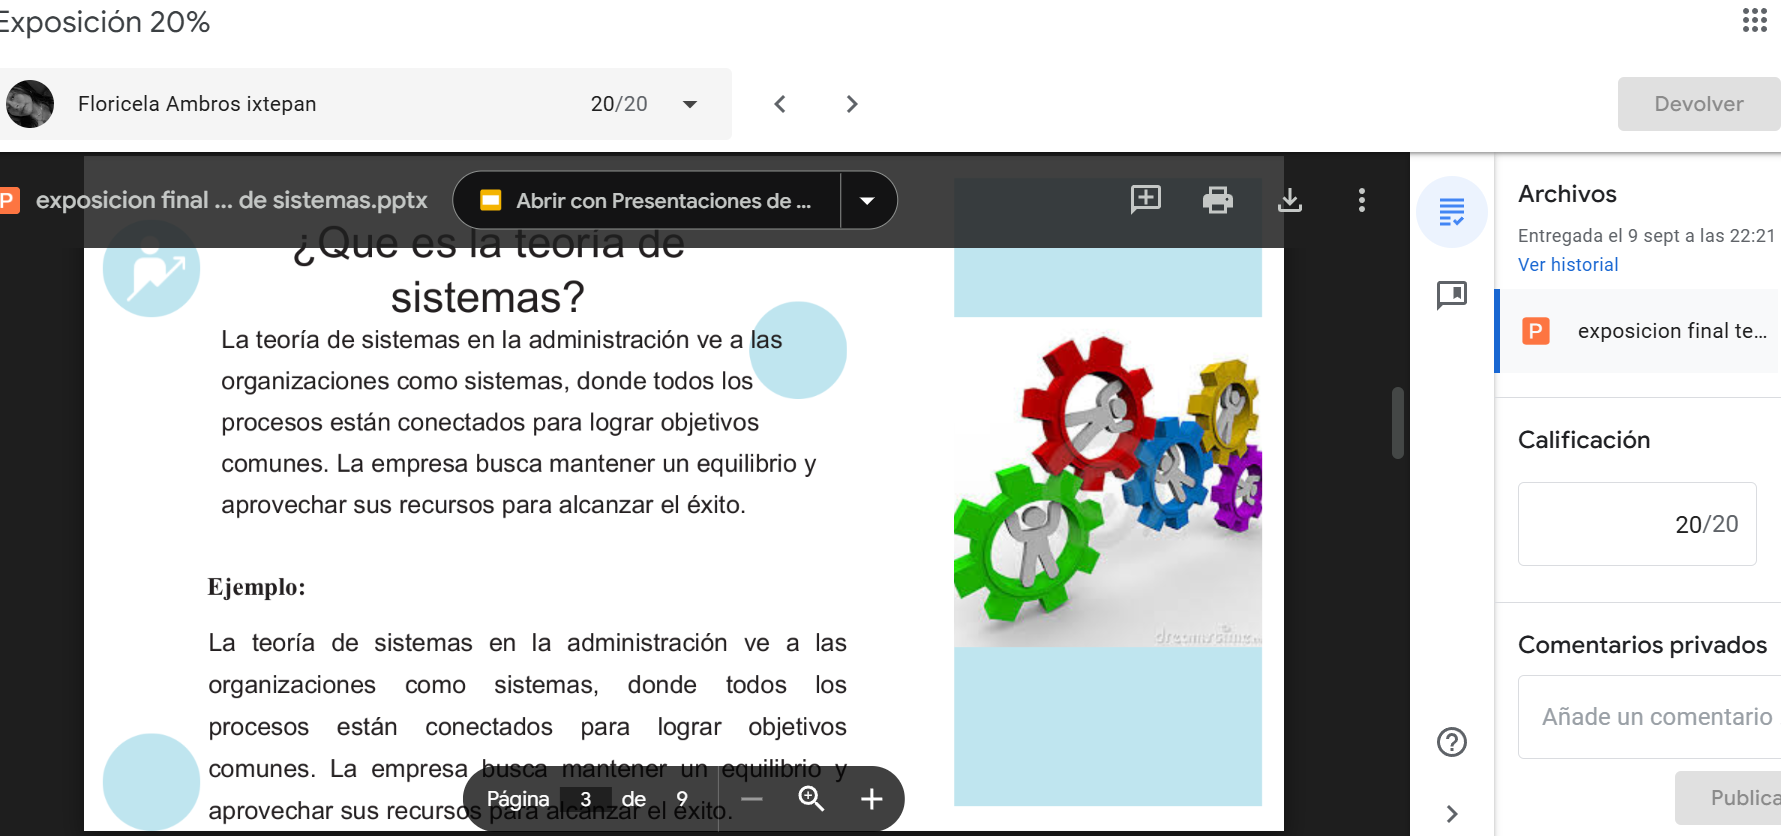 Exposición 20%
Floricela Ambros ixtepan
20/20
Devolver
P
exposicion final ... de sistemas.pptx
Abrir con Presentaciones de ...
¿Que es la teoría de
sistemas?
La teoría de sistemas en la administración ve a las
organizaciones como sistemas, donde todos los
procesos están conectados para lograr objetivos
comunes. La empresa busca mantener un equilibrio y
aprovechar sus recursos para alcanzar el éxito.
Ejemplo:
La teoría de sistemas en la administración ve a las
organizaciones como sistemas, donde todos los
procesos están conectados para lograr objetivos
comunes. La empresa busca mantener un equilibrio y
aprovechar sus recursos para alcanzar el éxito.
dreamstime
Página 3 de 9
Archivos
Entregada el 9 sept a las 22:21
Ver historial
P
exposicion final te...
Calificación
20/20
Comentarios privados
Añade un comentario
Publica